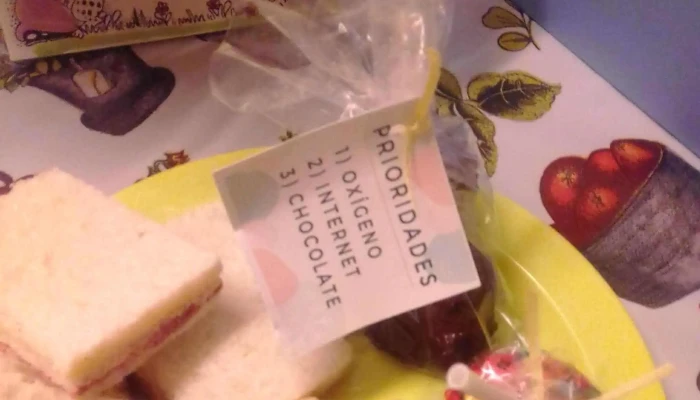 PRIORIDADES
1) OXÍGENO
2) INTERNET
3) CHOCOLATE